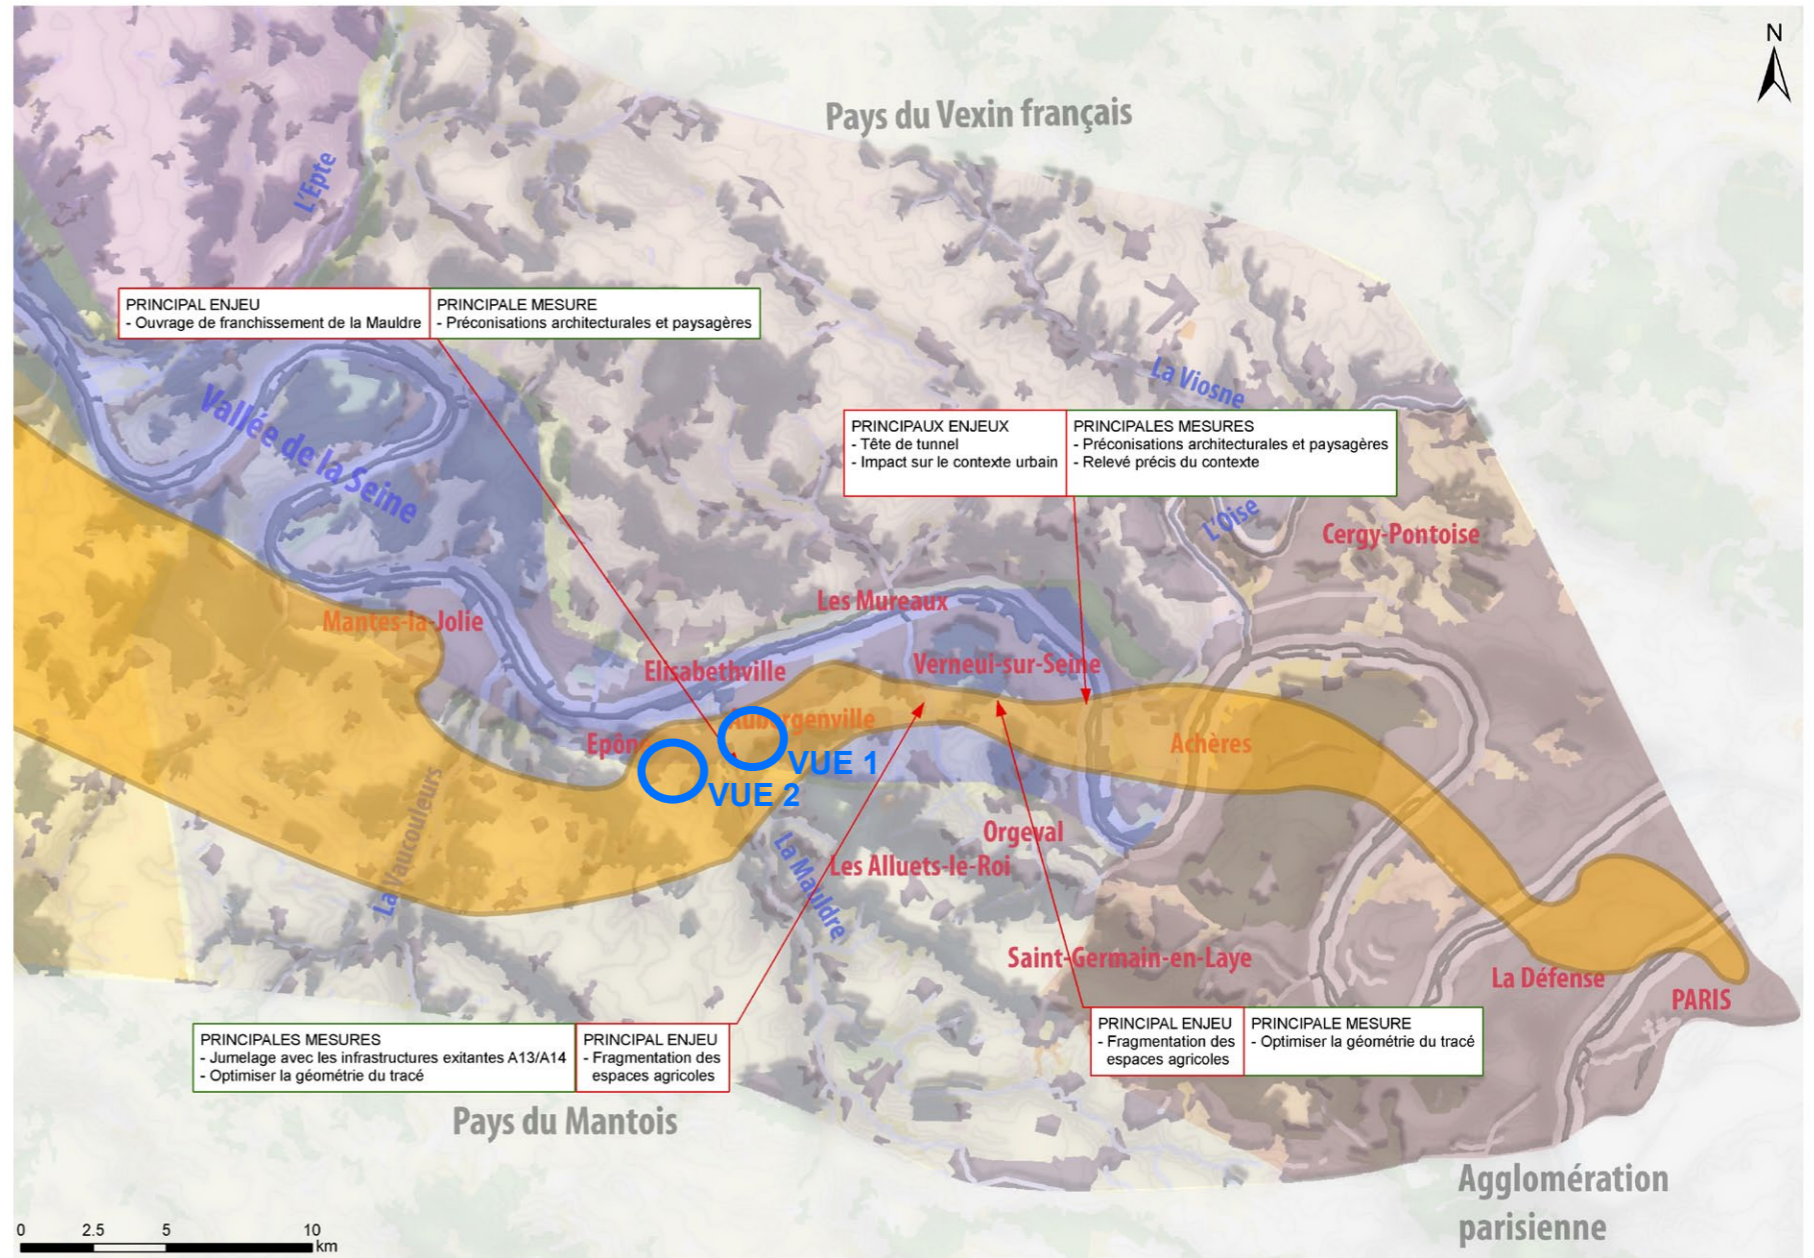 N
Pays du Vexin français
L'Epte
PRINCIPAL ENJEU
- Ouvrage de franchissement de la Mauldre
PRINCIPALE MESURE
- Préconisations architecturales et paysagères
Vallée de la Seine
La Viosne
PRINCIPAUX ENJEUX
- Tête de tunnel
- Impact sur le contexte urbain
PRINCIPALES MESURES
- Préconisations architecturales et paysagères
- Relevé précis du contexte
L'Oise
Cergy-Pontoise
Mantes-la-Jolie
Les Mureaux
Elisabethville
Verneui-sur-Seine
Aubergenville
Epône
Achères
VUE 1
VUE 2
La Vaucouleurs
La Mauldre
Orgeval
Les Alluets-le-Roi
Saint-Germain-en-Laye
La Défense
PARIS
PRINCIPALES MESURES
- Jumelage avec les infrastructures exitantes A13/A14
- Optimiser la géométrie du tracé
PRINCIPAL ENJEU
- Fragmentation des
espaces agricoles
PRINCIPAL ENJEU
- Fragmentation des
espaces agricoles
PRINCIPALE MESURE
- Optimiser la géométrie du tracé
Pays du Mantois
Agglomération
parisienne
0 2.5 5 10
km